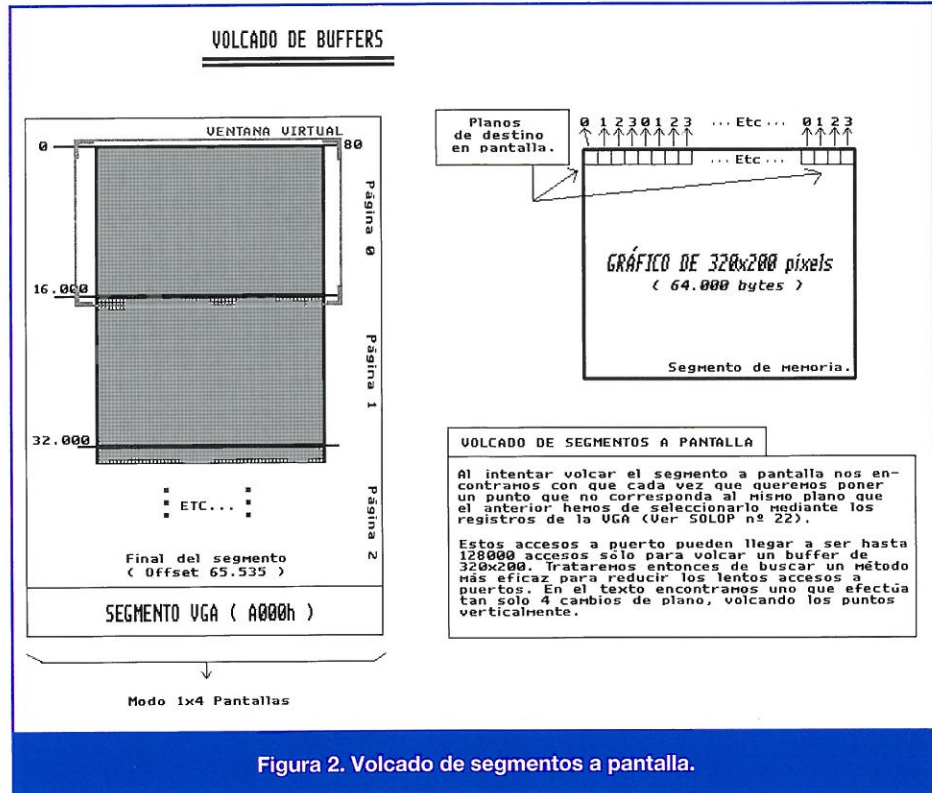 VOLCADO DE BUFFERS
VENTANA VIRTUAL
0
80
Página 0
16.000
Página 1
32.000
ETC...
Página 2
Final del segmento
( Offset 65.535 )
SEGMENTO VGA ( A000h )
Modo 1x4 Pantallas
Planos
de destino
en pantalla.
0 1 2 3 0 1 2 3 ... Etc ... 0 1 2 3
... Etc ...
GRÁFICO DE 320x200 píxels
( 64.000 bytes )
Segmento de memoria.
VOLCADO DE SEGMENTOS A PANTALLA
Al intentar volcar el segmento a pantalla nos en-
contramos con que cada vez que queremos poner
un punto que no corresponda al mismo plano que
el anterior hemos de seleccionarlo mediante los
registros de la VGA (Ver SOLOP nº 22).
Estos accesos a puerto pueden llegar a ser hasta
128000 accesos sólo para volcar un buffer de
320x200. Trataremos entonces de buscar un método
más eficaz para reducir los lentos accesos a
puertos. En el texto encontramos uno que efectúa
tan solo 4 cambios de plano, volcando los puntos
verticalmente.
Figura 2. Volcado de segmentos a pantalla.